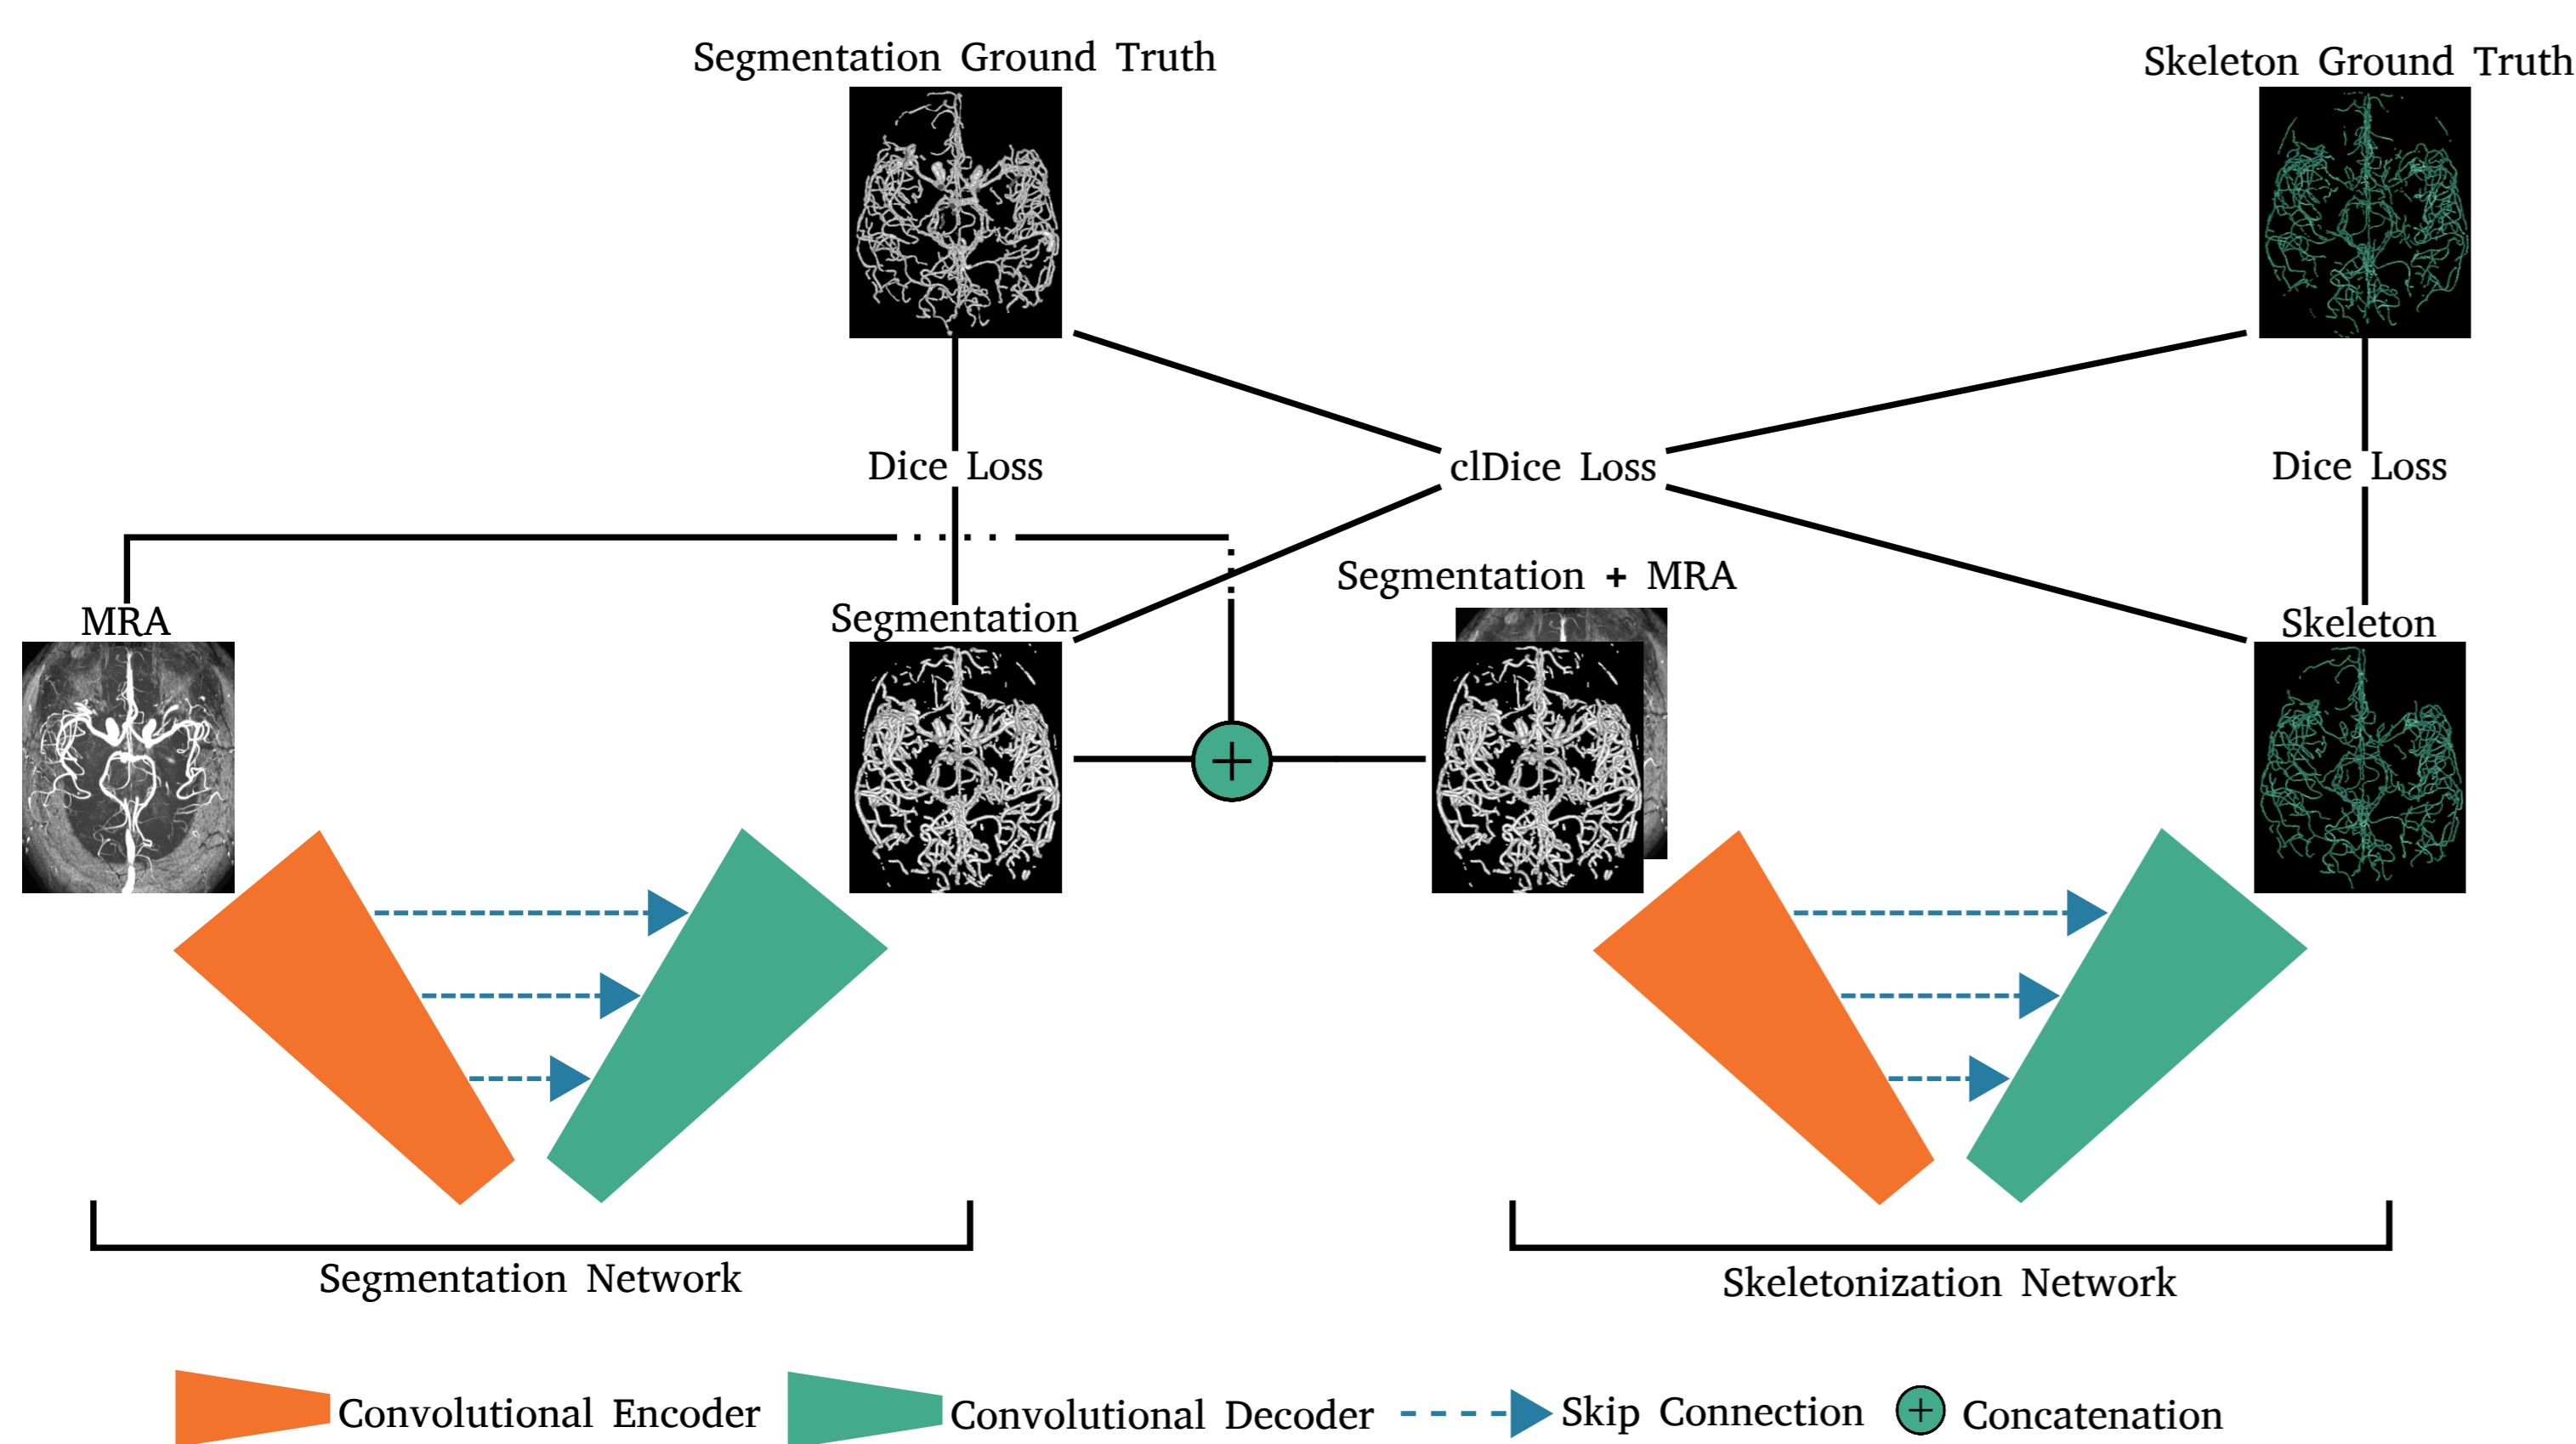 Segmentation Ground Truth
Skeleton Ground Truth
Dice Loss
clDice Loss
Dice Loss
MRA
Segmentation
Segmentation + MRA
Skeleton
Segmentation Network
Skeletonization Network
Convolutional Encoder
Convolutional Decoder
Skip Connection
Concatenation